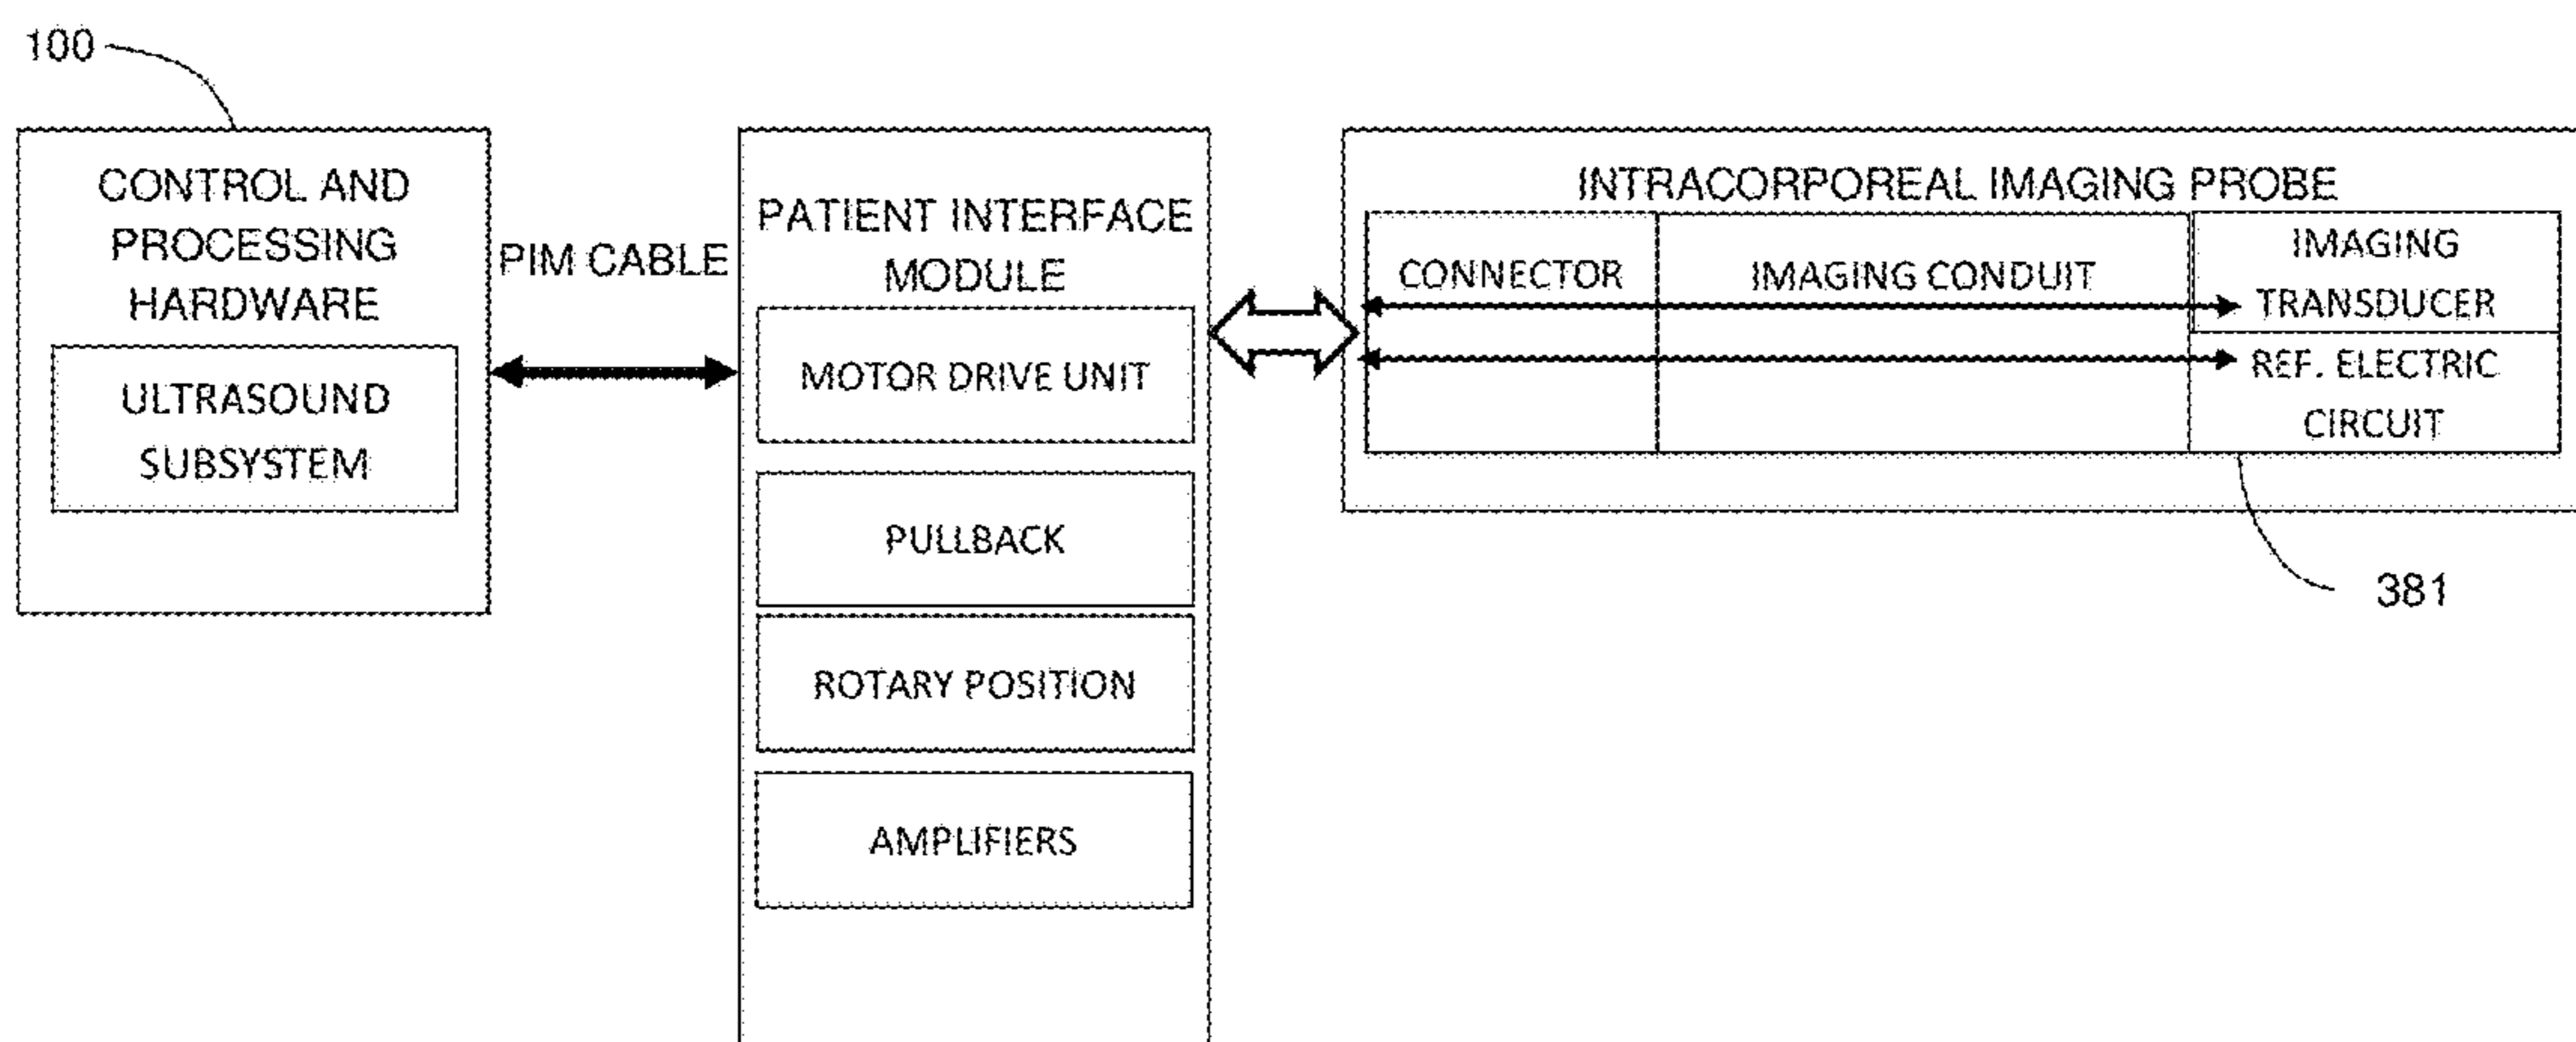 100
CONTROL AND
PROCESSING
HARDWARE
ULTRASOUND
SUBSYSTEM
PIM CABLE
PATIENT INTERFACE
MODULE
MOTOR DRIVE UNIT
PULLBACK
ROTARY POSITION
AMPLIFIERS
INTRACORPOREAL IMAGING PROBE
CONNECTOR
IMAGING CONDUIT
IMAGING
TRANSDUCER
REF. ELECTRIC
CIRCUIT
381